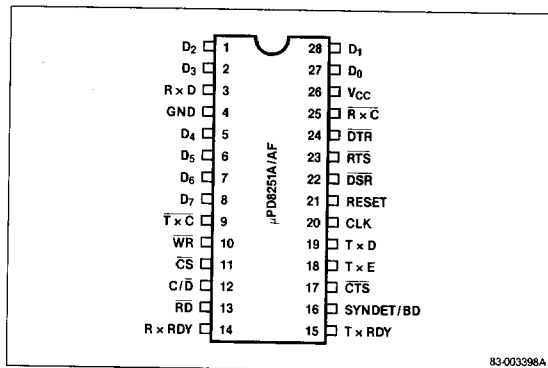 D2 1 28 D1
D3 2 27 D0
R×D 3 26 VCC
GND 4 25 R×C
D4 5 24 DTR
D5 6 23 RTS
D6 7 22 DSR
D7 8 21 RESET
T×C 9 20 CLK
WR 10 19 T×D
CS 11 18 T×E
C/D 12 17 CTS
RD 13 16 SYNDET/BD
R×RDY 14 15 T×RDY
µPD8251A/AF
83-003398A